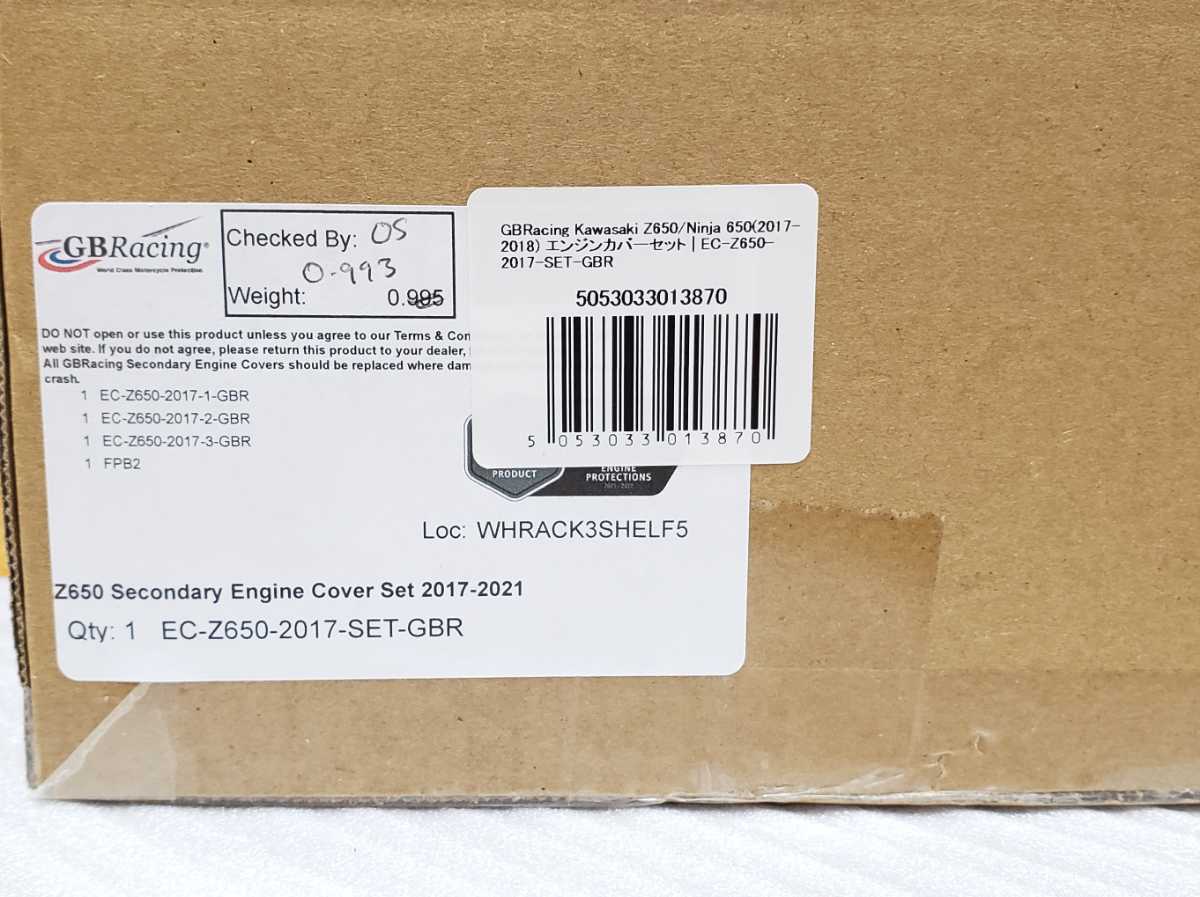 GBRacing®
World Class Motorcycle Protection
Checked By: OS
0.993
Weight: 0.995
DO NOT open or use this product unless you agree to our Terms & Con
web site. If you do not agree, please return this product to your dealer,
All GBRacing Secondary Engine Covers should be replaced where dam
crash.
1 EC-Z650-2017-1-GBR
1 EC-Z650-2017-2-GBR
1 EC-Z650-2017-3-GBR
1 FPB2
GBRacing Kawasaki Z650/Ninja 650(2017-
2018) エンジンカバーセット | EC-Z650-
2017-SET-GBR
5053033013870
5 053033 013870
PRODUCT
ENGINE
PROTECTIONS
Loc: WHRACK3SHELF5
Z650 Secondary Engine Cover Set 2017-2021
Qty: 1 EC-Z650-2017-SET-GBR